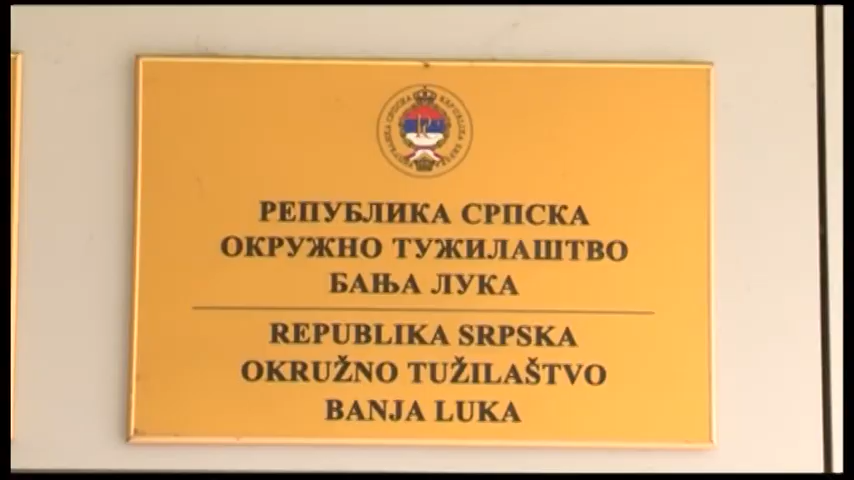 РЕПУБЛИКА СРПСКА
ОКРУЖНО ТУЖИЛАШТВО
БАЊА ЛУКА
REPUBLIKA SRPSKA
OKRUŽNO TUŽILAŠTVO
BANJA LUKA